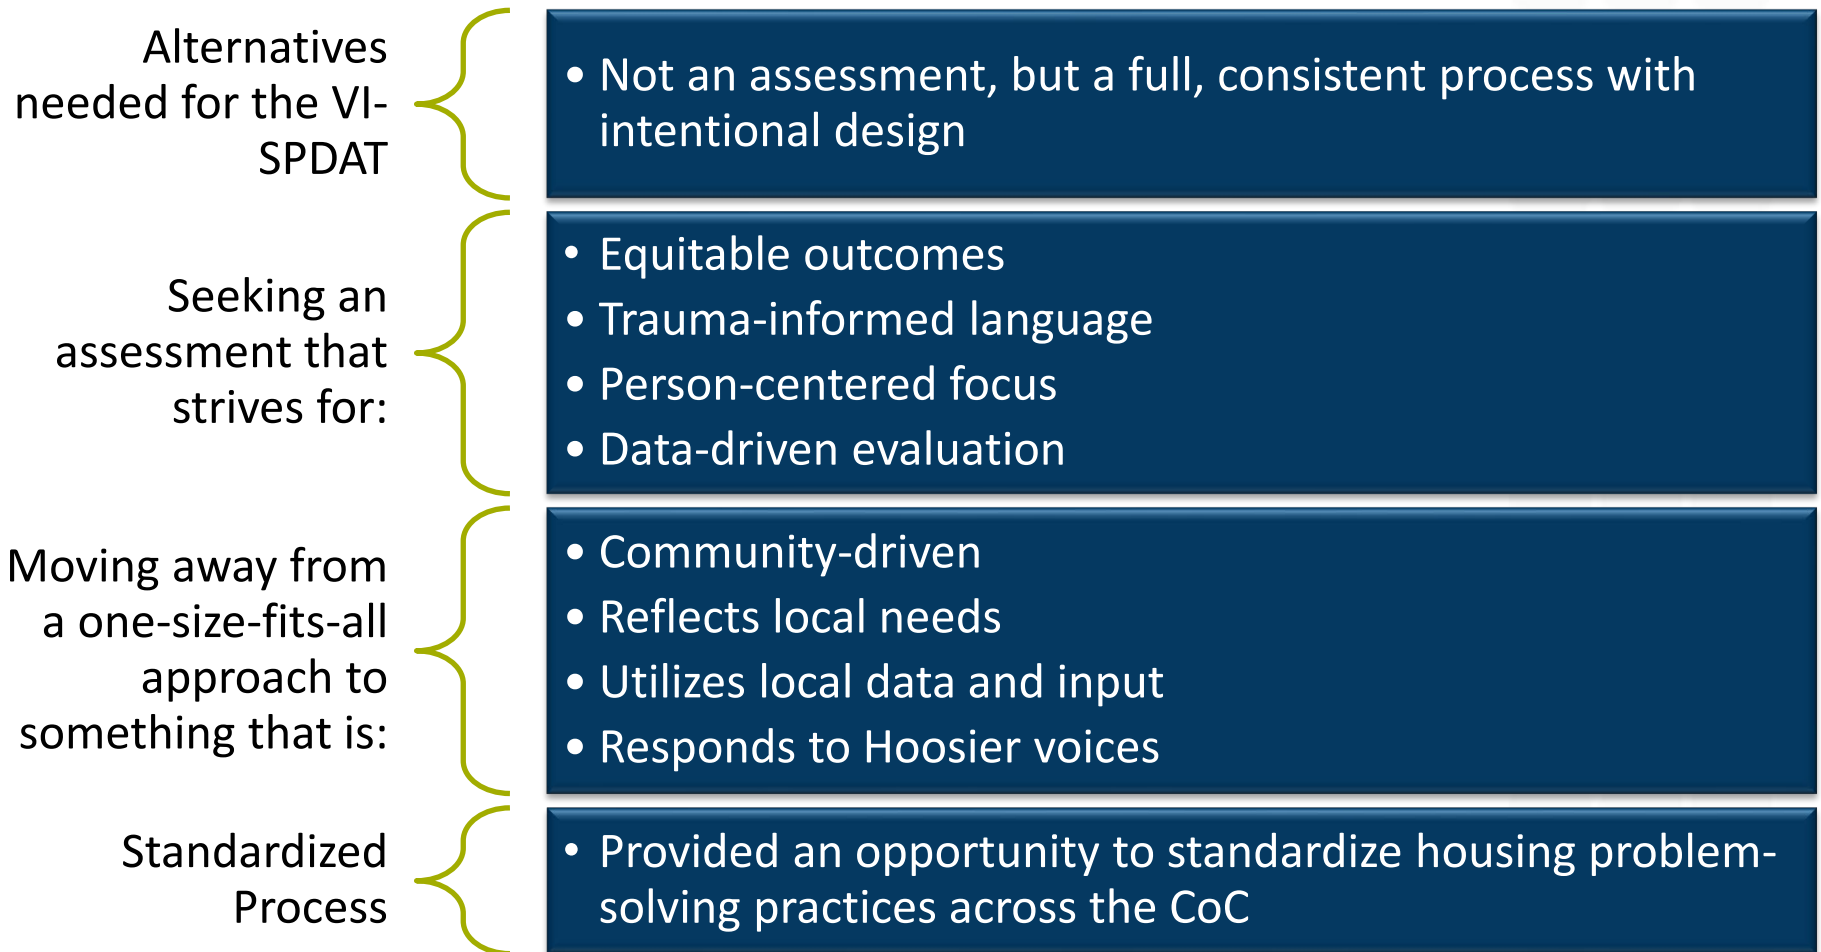 Alternatives
needed for the VI-
SPDAT
• Not an assessment, but a full, consistent process with
intentional design
Seeking an
assessment that
strives for:
• Equitable outcomes
• Trauma-informed language
• Person-centered focus
• Data-driven evaluation
Moving away from
a one-size-fits-all
approach to
something that is:
• Community-driven
• Reflects local needs
• Utilizes local data and input
• Responds to Hoosier voices
Standardized
Process
• Provided an opportunity to standardize housing problem-
solving practices across the CoC